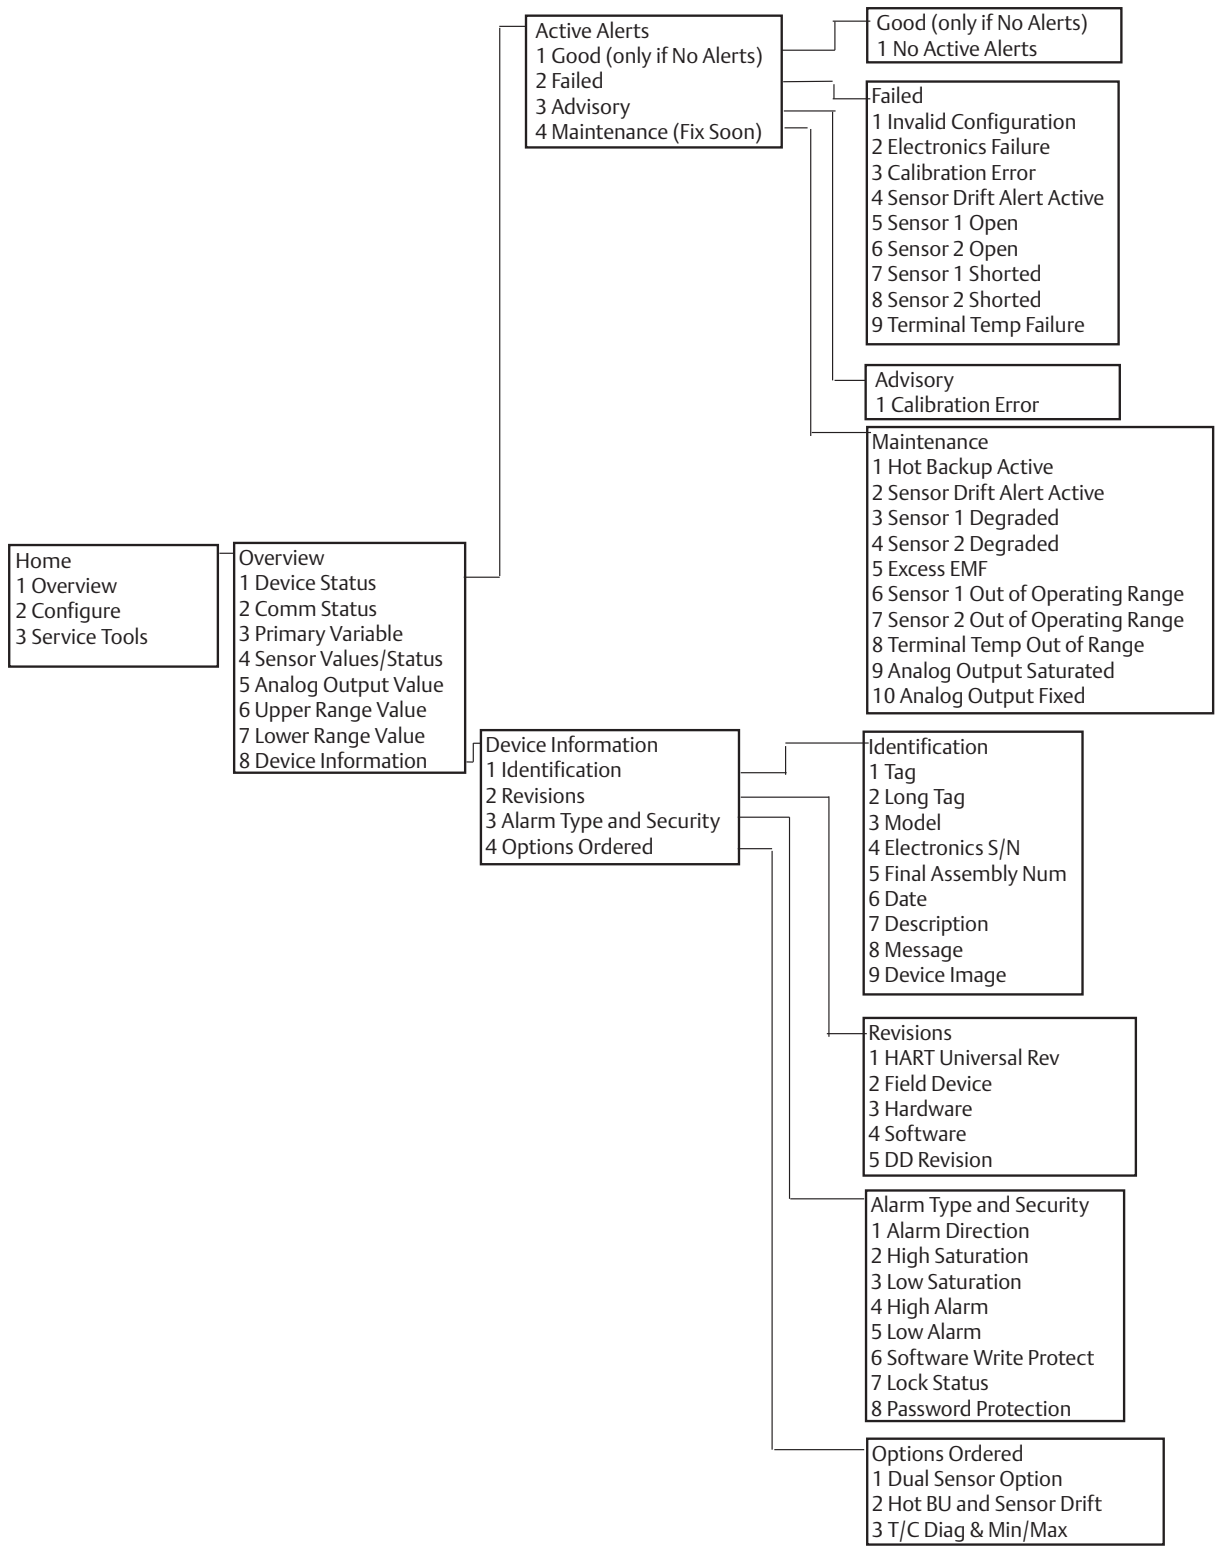 Home
1 Overview
2 Configure
3 Service Tools
Overview
1 Device Status
2 Comm Status
3 Primary Variable
4 Sensor Values/Status
5 Analog Output Value
6 Upper Range Value
7 Lower Range Value
8 Device Information
Active Alerts
1 Good (only if No Alerts)
2 Failed
3 Advisory
4 Maintenance (Fix Soon)
Good (only if No Alerts)
1 No Active Alerts
Failed
1 Invalid Configuration
2 Electronics Failure
3 Calibration Error
4 Sensor Drift Alert Active
5 Sensor 1 Open
6 Sensor 2 Open
7 Sensor 1 Shorted
8 Sensor 2 Shorted
9 Terminal Temp Failure
Advisory
1 Calibration Error
Maintenance
1 Hot Backup Active
2 Sensor Drift Alert Active
3 Sensor 1 Degraded
4 Sensor 2 Degraded
5 Excess EMF
6 Sensor 1 Out of Operating Range
7 Sensor 2 Out of Operating Range
8 Terminal Temp Out of Range
9 Analog Output Saturated
10 Analog Output Fixed
Device Information
1 Identification
2 Revisions
3 Alarm Type and Security
4 Options Ordered
Identification
1 Tag
2 Long Tag
3 Model
4 Electronics S/N
5 Final Assembly Num
6 Date
7 Description
8 Message
9 Device Image
Revisions
1 HART Universal Rev
2 Field Device
3 Hardware
4 Software
5 DD Revision
Alarm Type and Security
1 Alarm Direction
2 High Saturation
3 Low Saturation
4 High Alarm
5 Low Alarm
6 Software Write Protect
7 Lock Status
8 Password Protection
Options Ordered
1 Dual Sensor Option
2 Hot BU and Sensor Drift
3 T/C Diag & Min/Max